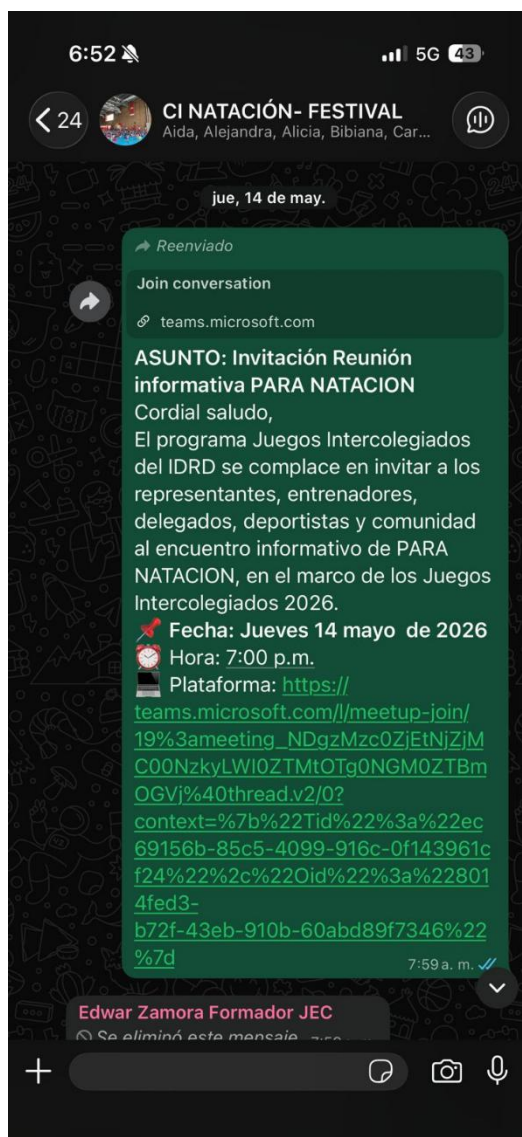 6:52
5G 43
24
CI NATACIÓN- FESTIVAL
Aida, Alejandra, Alicia, Bibiana, Car...
jue, 14 de may.
Reenviado
Join conversation
teams.microsoft.com
ASUNTO: Invitación Reunión
informativa PARA NATACION
Cordial saludo,
El programa Juegos Intercolegiados
del IDRD se complace en invitar a los
representantes, entrenadores,
delegados, deportistas y comunidad
al encuentro informativo de PARA
NATACION, en el marco de los Juegos
Intercolegiados 2026.
📌 Fecha: Jueves 14 mayo de 2026
⏰ Hora: 7:00 p.m.
💻 Plataforma: https://
teams.microsoft.com/l/meetup-join/
19%3ameeting_NDgzMzc0ZjEtNjZjM
C00NzkyLWI0ZTMtOTg0NGM0ZTBm
OGVj%40thread.v2/0?
context=%7b%22Tid%22%3a%22ec
69156b-85c5-4099-916c-0f143961c
f24%22%2c%22Oid%22%3a%22801
4fed3-
b72f-43eb-910b-60abd89f7346%22
%7d
7:59 a. m.
Edwar Zamora Formador JEC
Se eliminó este mensaje